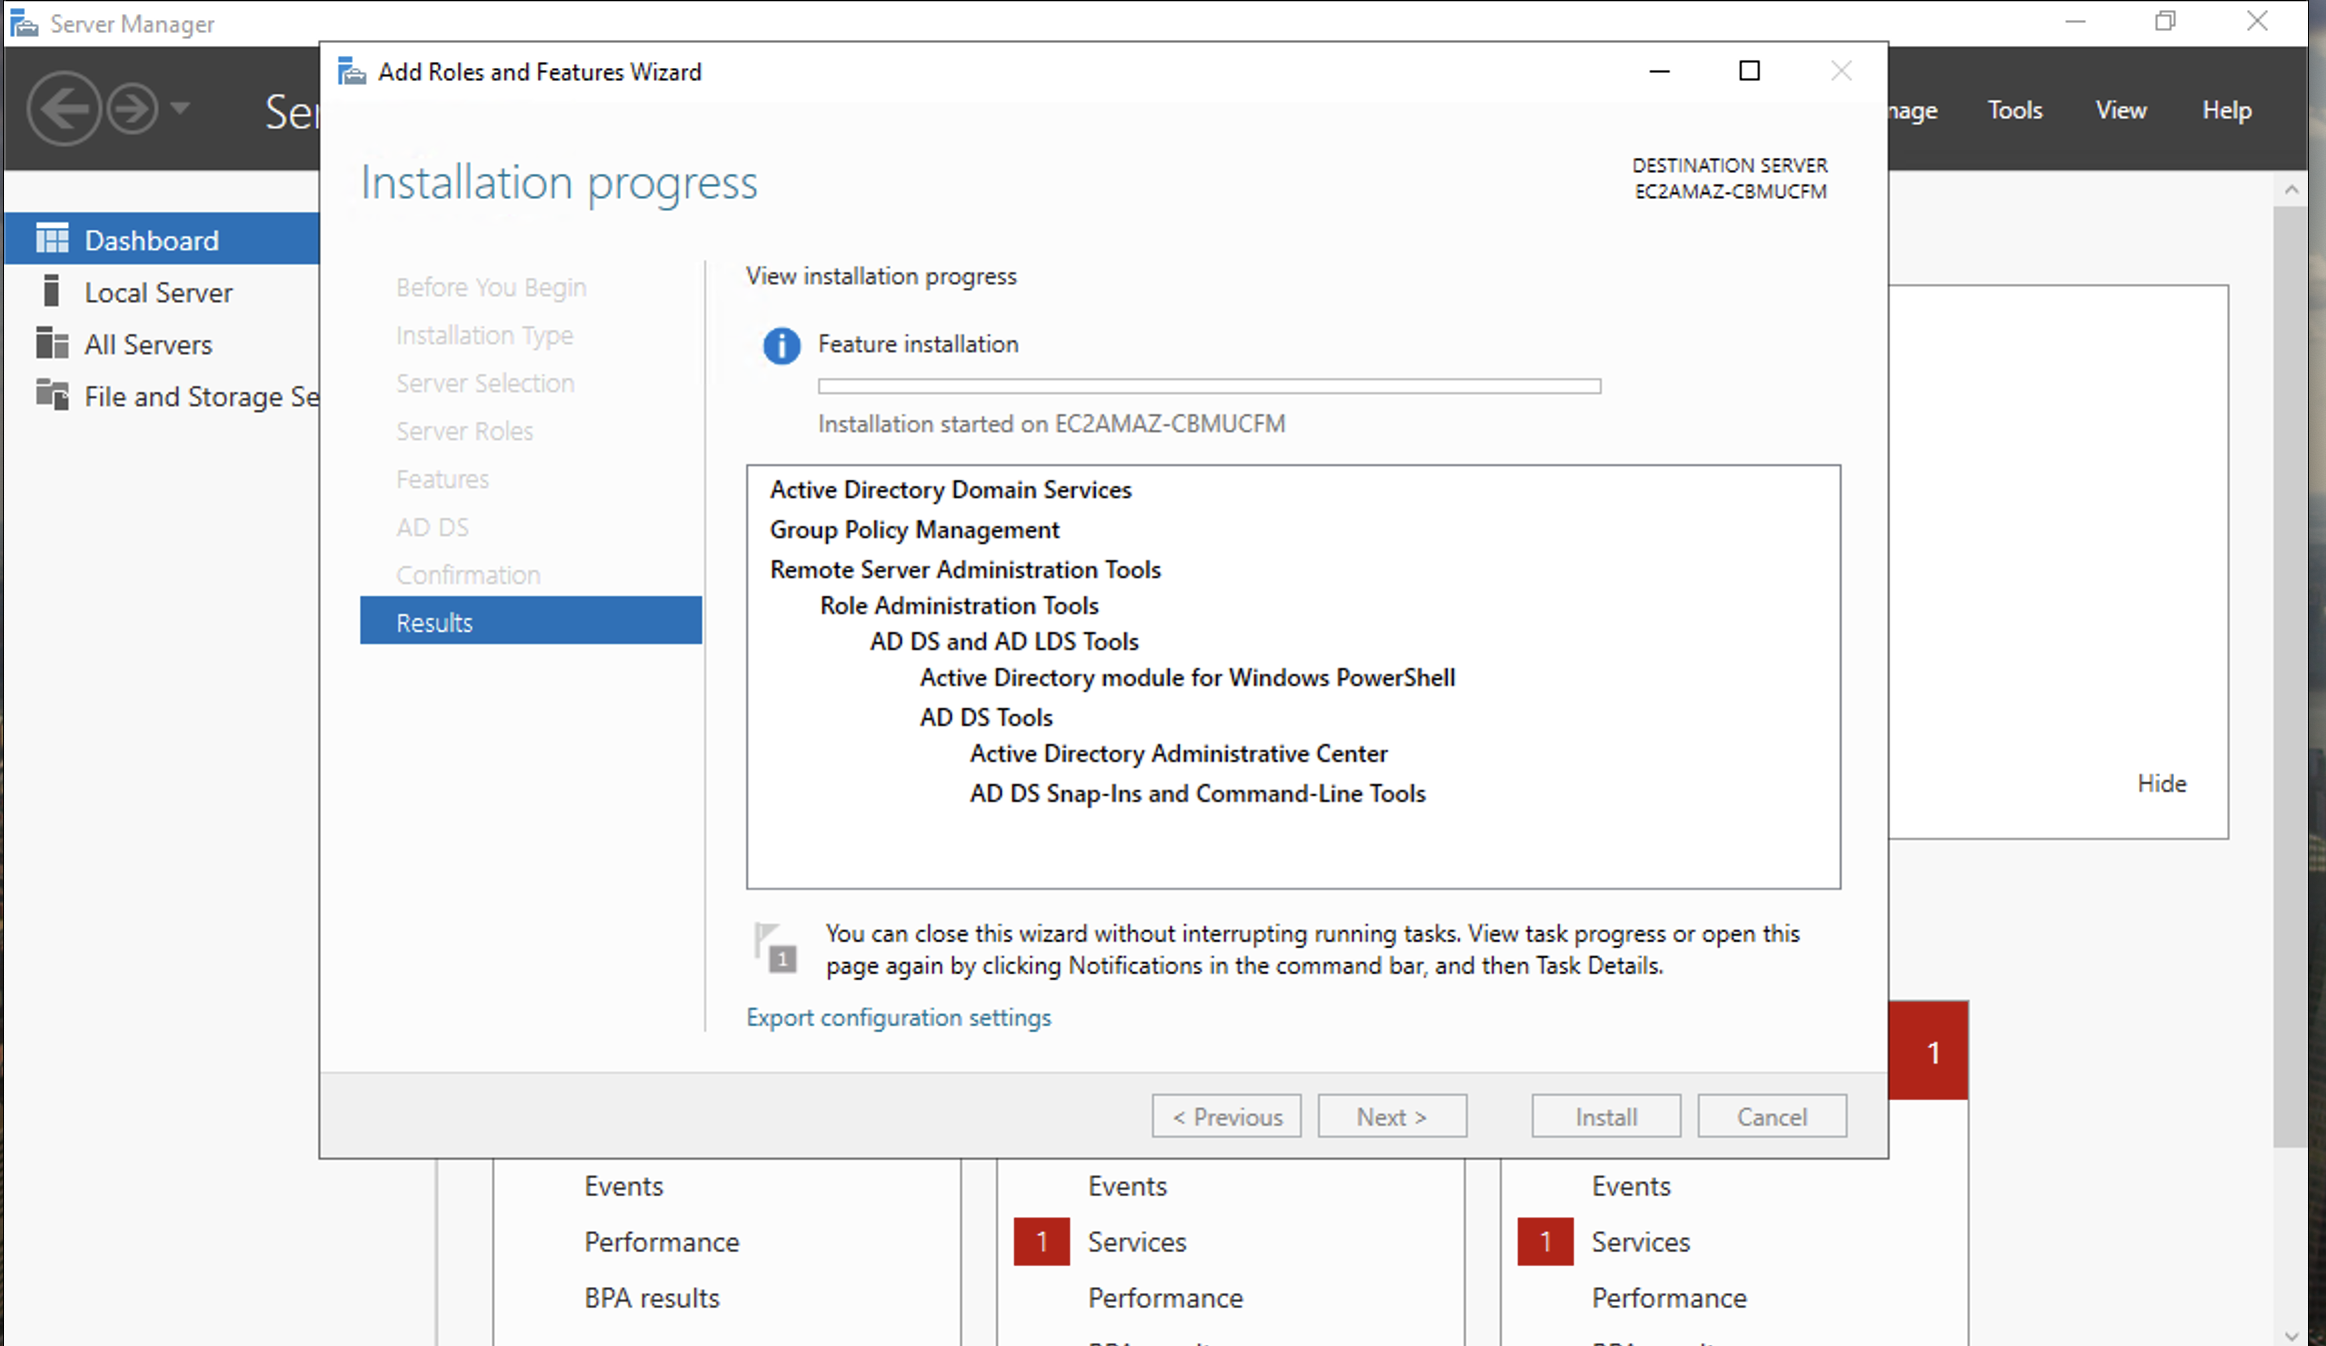 Server Manager
Add Roles and Features Wizard
Tools
View
Help
Installation progress
DESTINATION SERVER
EC2AMAZ-CBMUCFM
Dashboard
Local Server
All Servers
File and Storage Se
Before You Begin
Installation Type
Server Selection
Server Roles
Features
AD DS
Confirmation
Results
View installation progress
Feature installation
Installation started on EC2AMAZ-CBMUCFM
Active Directory Domain Services
Group Policy Management
Remote Server Administration Tools
Role Administration Tools
AD DS and AD LDS Tools
Active Directory module for Windows PowerShell
AD DS Tools
Active Directory Administrative Center
AD DS Snap-Ins and Command-Line Tools
Hide
1
You can close this wizard without interrupting running tasks. View task progress or open this
page again by clicking Notifications in the command bar, and then Task Details.
Export configuration settings
1
< Previous
Next >
Install
Cancel
Events
Performance
BPA results
Events
1 Services
Performance
Events
1 Services
Performance